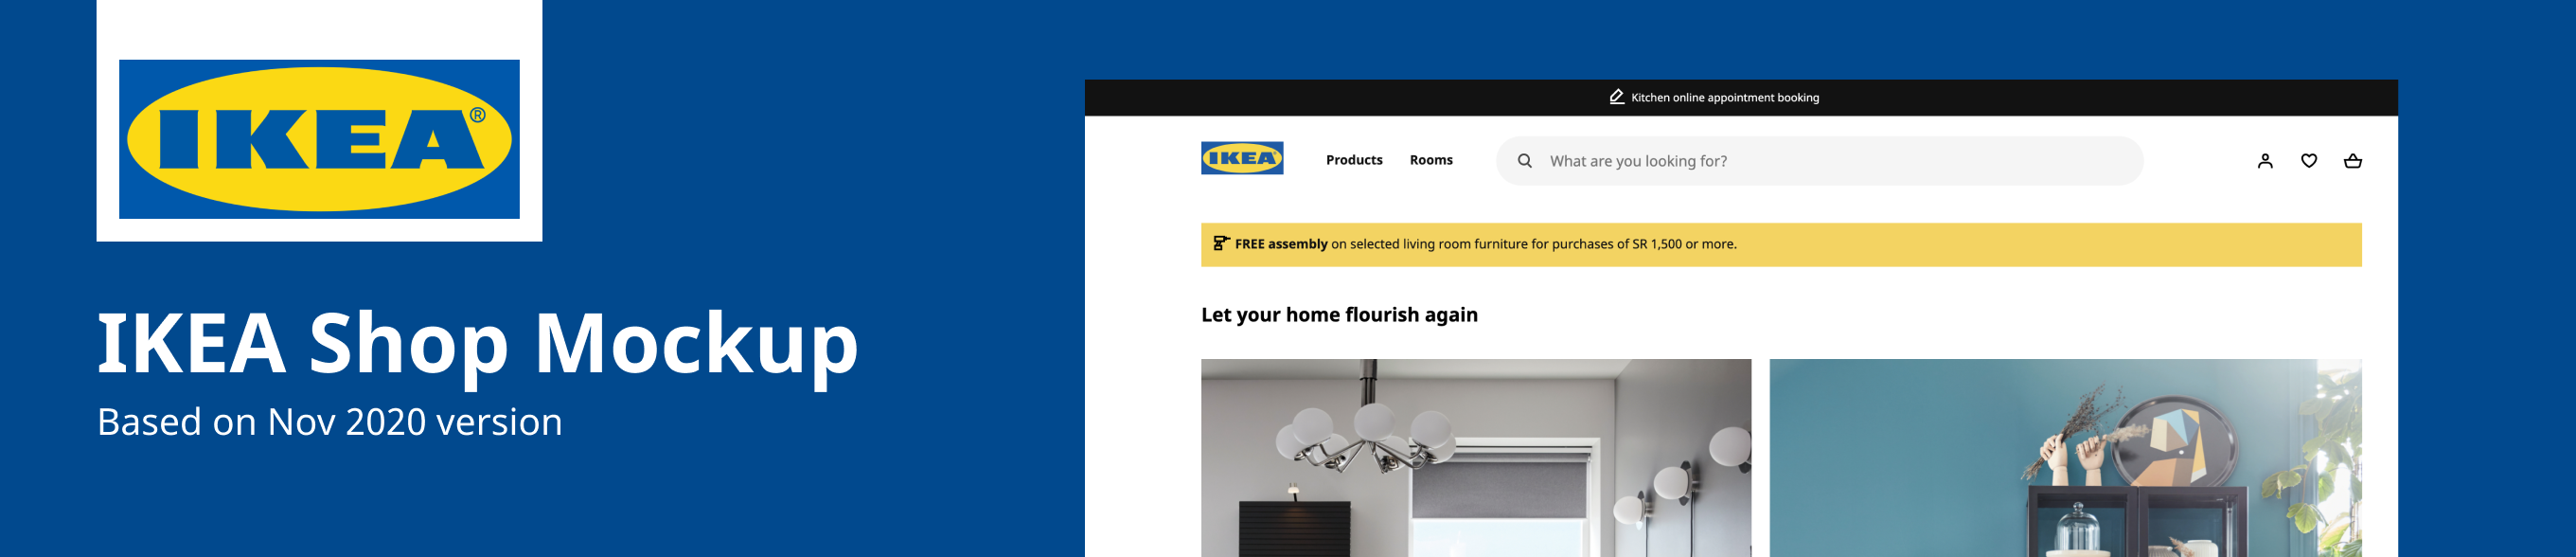 IKEA®
IKEA Shop Mockup
Based on Nov 2020 version
Kitchen online appointment booking
IKEA
Products
Rooms
What are you looking for?
FREE assembly on selected living room furniture for purchases of SR 1,500 or more.
Let your home flourish again